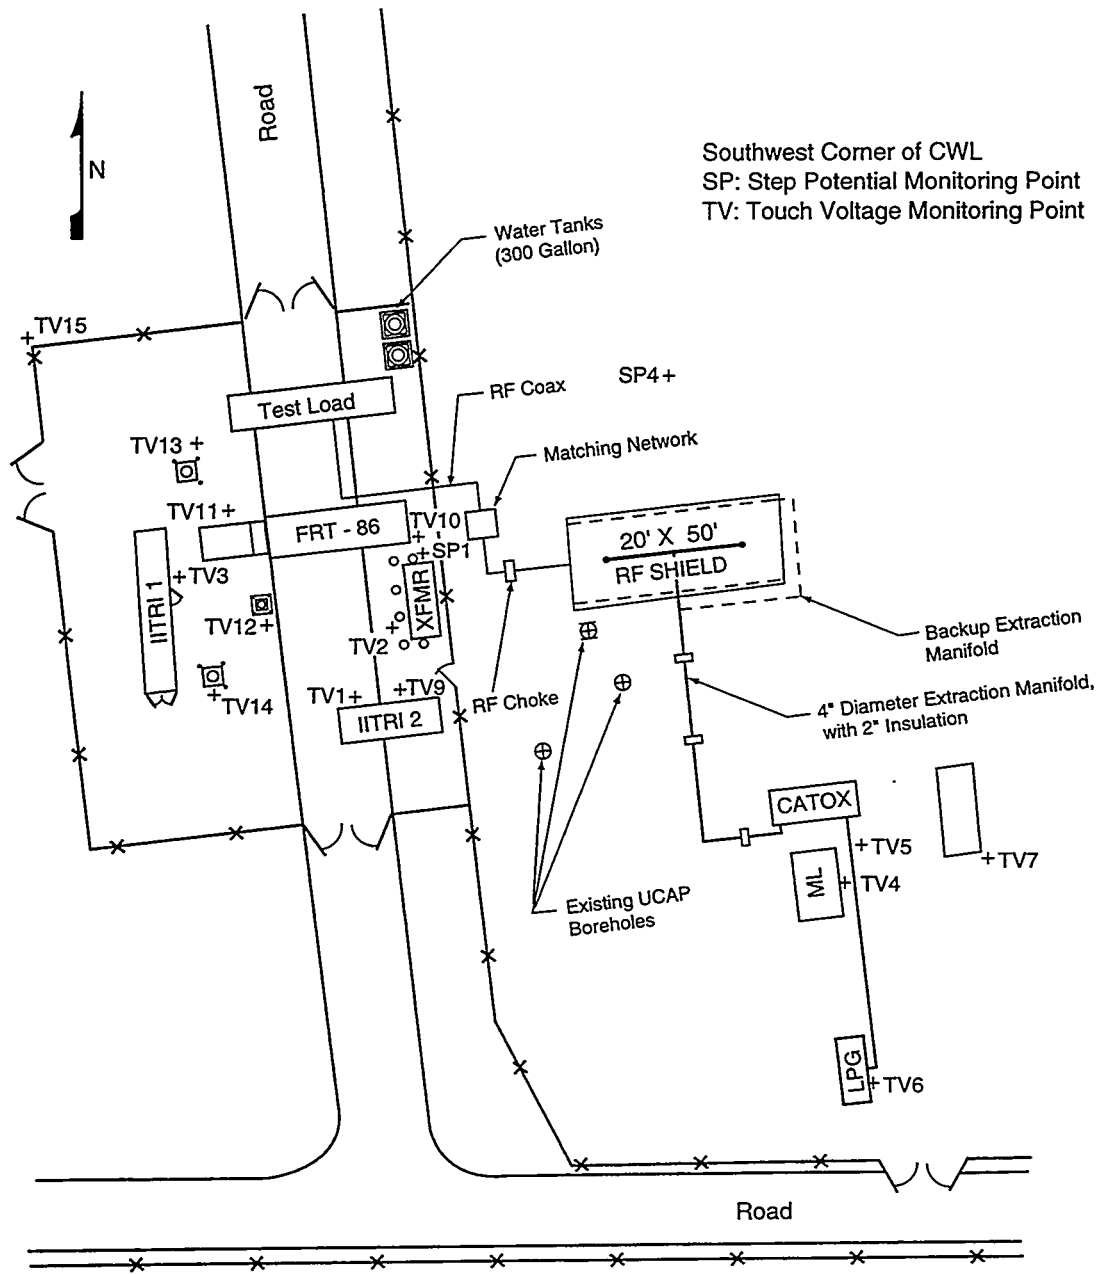 Road
N
Southwest Corner of CWL
SP: Step Potential Monitoring Point
TV: Touch Voltage Monitoring Point
Water Tanks
(300 Gallon)
TV15
RF Coax
SP4
Test Load
Matching Network
TV13
TV11
FRT - 86
TV10
SP1
20' X 50'
RF SHIELD
TV3
IITRI 1
XFMR
TV12
TV2
Backup Extraction
Manifold
TV14
TV1
TV9
RF Choke
IITRI 2
4" Diameter Extraction Manifold,
with 2" Insulation
CATOX
TV5
TV7
ML
TV4
Existing UCAP
Boreholes
LPG
TV6
Road